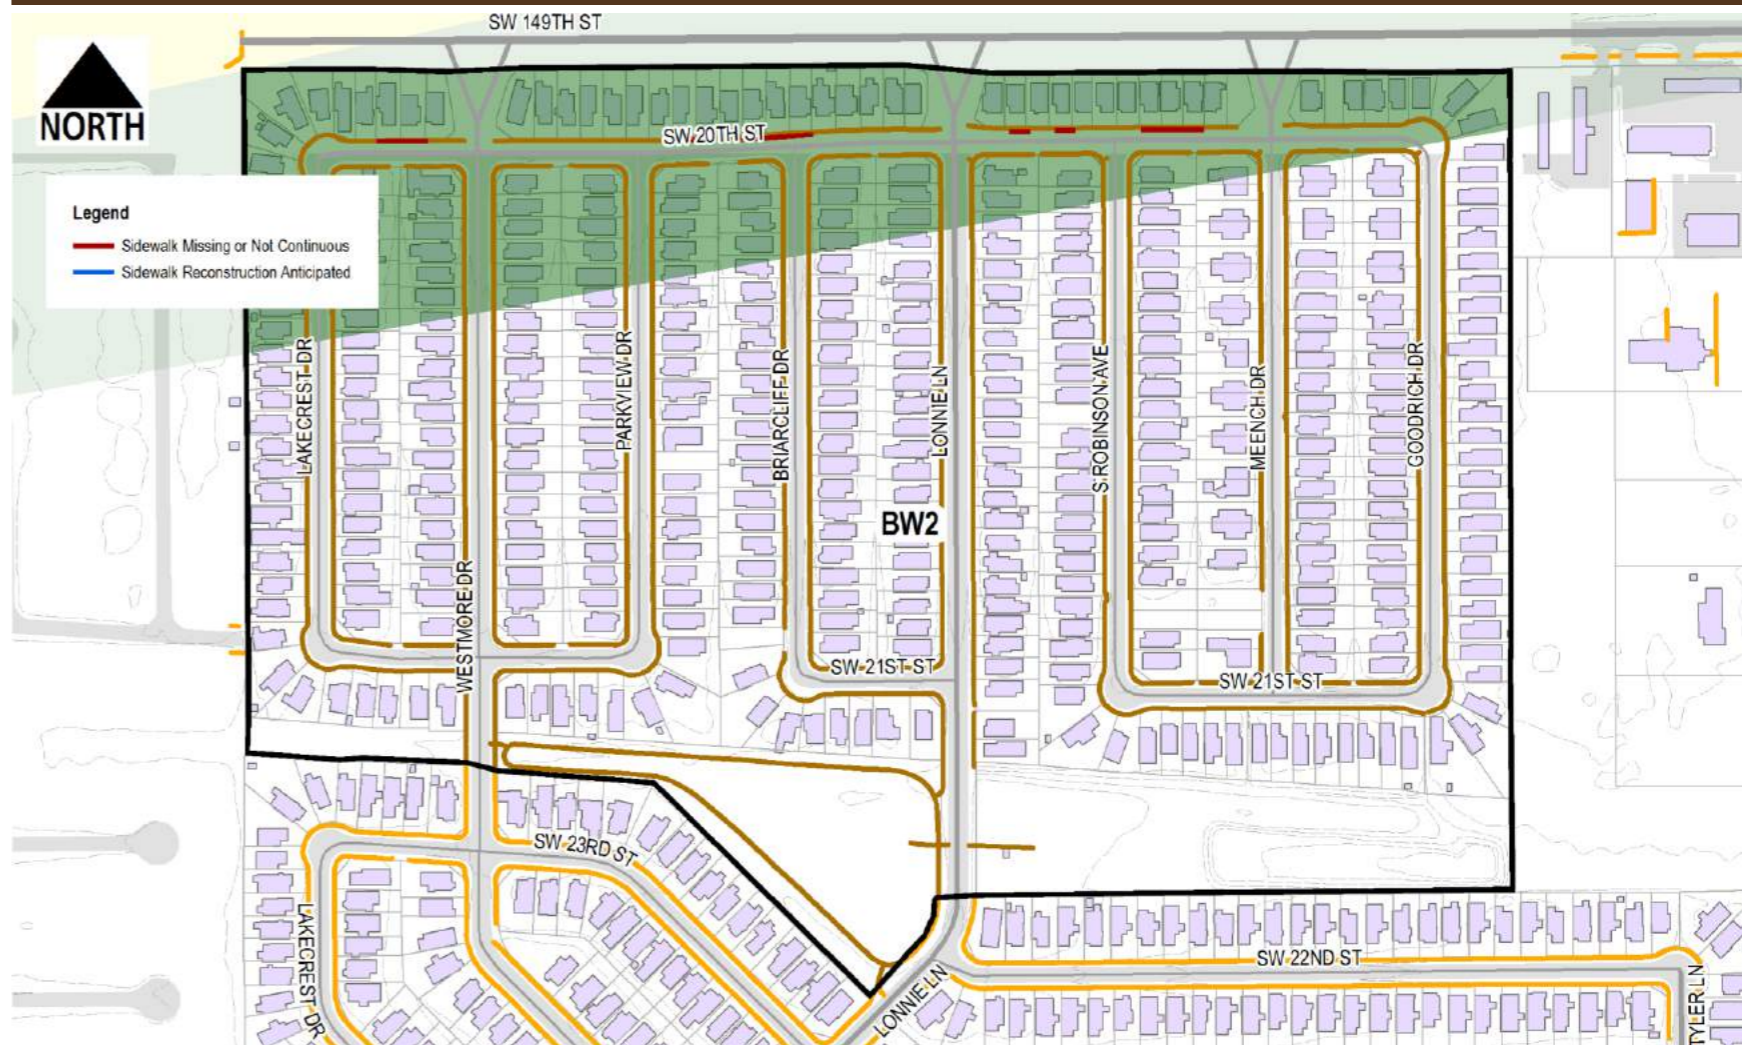 SW 149TH ST
NORTH
SW 20TH ST
Legend
Sidewalk Missing or Not Continuous
Sidewalk Reconstruction Anticipated
LAKECREST DR
PARKVIEW DR
BRIARCLIFF DR
LONNIE LN
S ROBINSON AVE
MEENCH DR
GOODRICH DR
BW2
WESTMORE DR
SW 21ST ST
SW 21ST ST
SW 23RD ST
LAKECREST DR
LONNIE LN
SW 22ND ST
TYLER LN